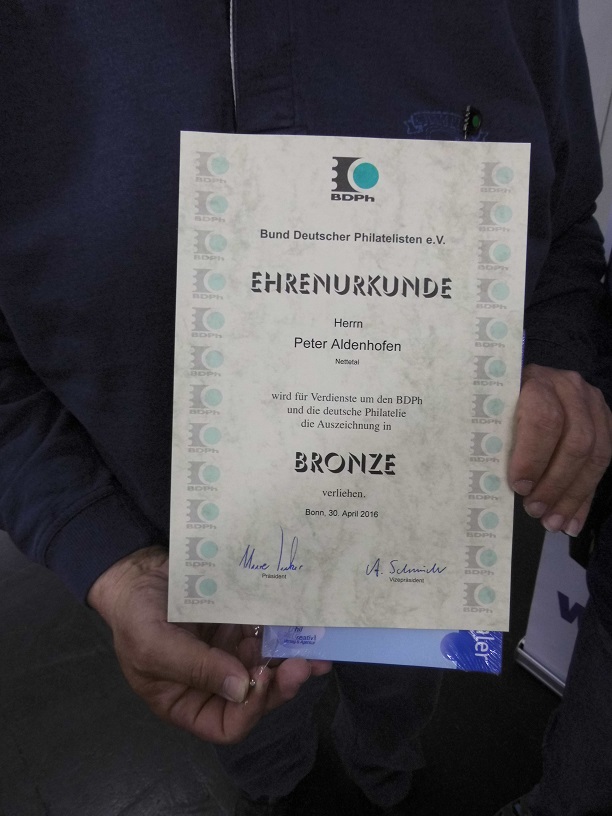 BDPh
Bund Deutscher Philatelisten e.V.
EHRENURKUNDE
Herrn
Peter Aldenhofen
Nettetal
wird für Verdienste um den BDPh
und die deutsche Philatelie
die Auszeichnung in
BRONZE
verliehen.
Bonn, 30. April 2016
Präsident
A. Schmidt
Vizepräsident